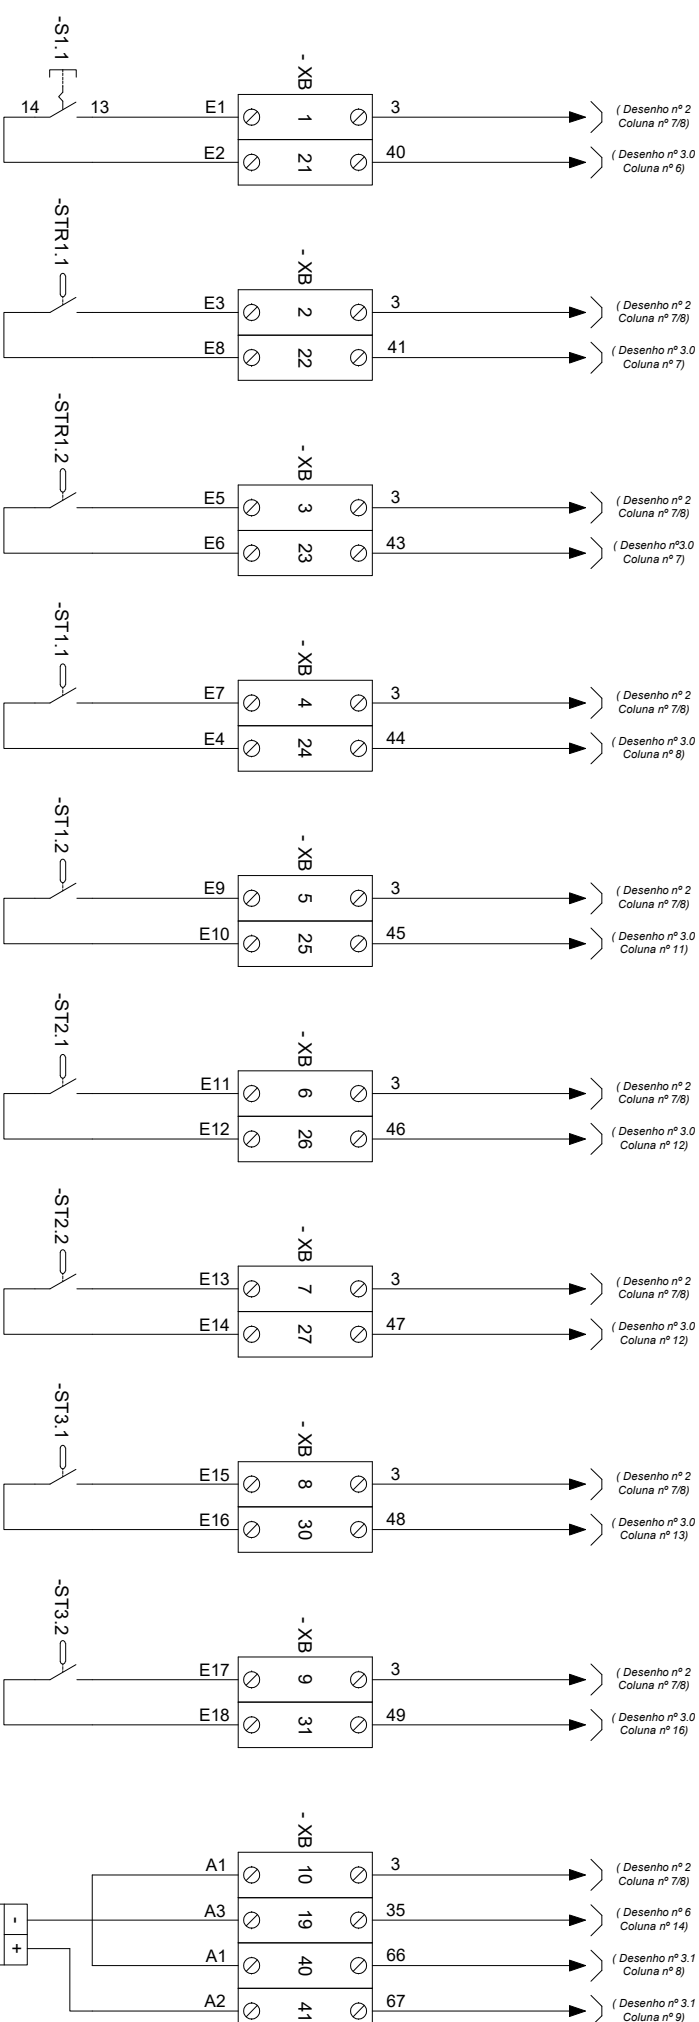 -S1.1
- XB
14
13
E1
1
3
( Desenho nº 2
Coluna nº 7/8)
E2
21
40
( Desenho nº 3.0
Coluna nº 6)
-STR1.1
- XB
E3
2
3
( Desenho nº 2
Coluna nº 7/8)
E8
22
41
( Desenho nº 3.0
Coluna nº 7)
-STR1.2
- XB
E5
3
3
( Desenho nº 2
Coluna nº 7/8)
E6
23
43
( Desenho nº3.0
Coluna nº 7)
-ST1.1
- XB
E7
4
3
( Desenho nº 2
Coluna nº 7/8)
E4
24
44
( Desenho nº 3.0
Coluna nº 8)
-ST1.2
- XB
E9
5
3
( Desenho nº 2
Coluna nº 7/8)
E10
25
45
( Desenho nº 3.0
Coluna nº 11)
-ST2.1
- XB
E11
6
3
( Desenho nº 2
Coluna nº 7/8)
E12
26
46
( Desenho nº 3.0
Coluna nº 12)
-ST2.2
- XB
E13
7
3
( Desenho nº 2
Coluna nº 7/8)
E14
27
47
( Desenho nº 3.0
Coluna nº 12)
-ST3.1
- XB
E15
8
3
( Desenho nº 2
Coluna nº 7/8)
E16
30
48
( Desenho nº 3.0
Coluna nº 13)
-ST3.2
- XB
E17
9
3
( Desenho nº 2
Coluna nº 7/8)
E18
31
49
( Desenho nº 3.0
Coluna nº 16)
- XB
A1
10
3
( Desenho nº 2
Coluna nº 7/8)
-
A3
19
35
( Desenho nº 6
Coluna nº 14)
+
A1
40
66
( Desenho nº 3.1
Coluna nº 8)
A2
41
67
( Desenho nº 3.1
Coluna nº 9)